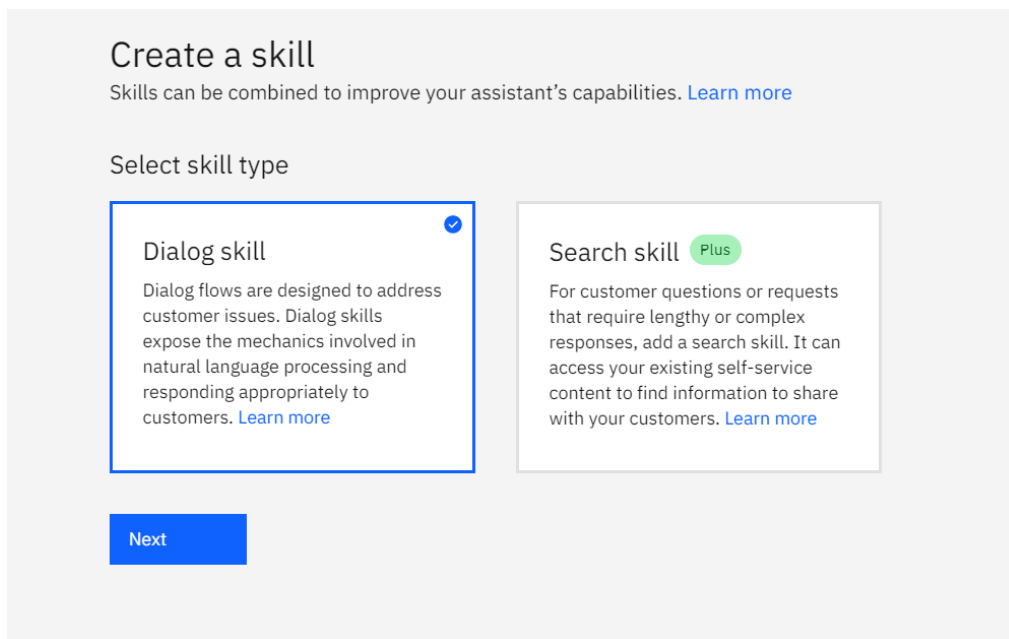 Create a skill
Skills can be combined to improve your assistant's capabilities. Learn more
Select skill type
Dialog skill
Dialog flows are designed to address
customer issues. Dialog skills
expose the mechanics involved in
natural language processing and
responding appropriately to
customers. Learn more
Search skill Plus
For customer questions or requests
that require lengthy or complex
responses, add a search skill. It can
access your existing self-service
content to find information to share
with your customers. Learn more
Next